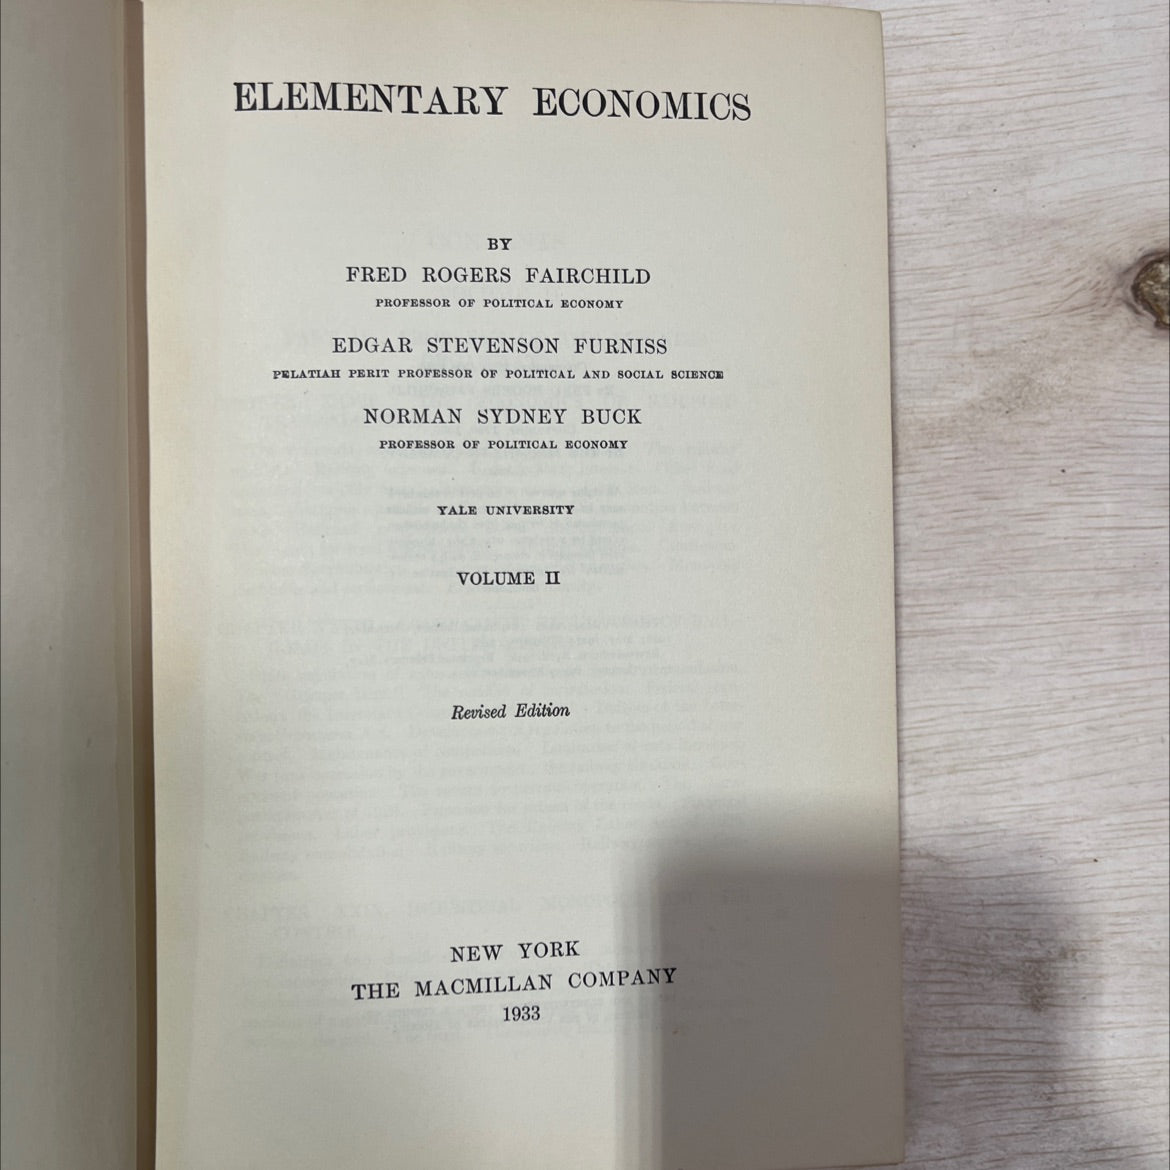 ELEMENTARY ECONOMICS
BY
FRED ROGERS FAIRCHILD
PROFESSOR OF POLITICAL ECONOMY
EDGAR STEVENSON FURNISS
PELATIAH PERIT PROFESSOR OF POLITICAL AND SOCIAL SCIENCE
NORMAN SYDNEY BUCK
PROFESSOR OF POLITICAL ECONOMY
YALE UNIVERSITY
VOLUME II
Revised Edition
NEW YORK
THE MACMILLAN COMPANY
1933